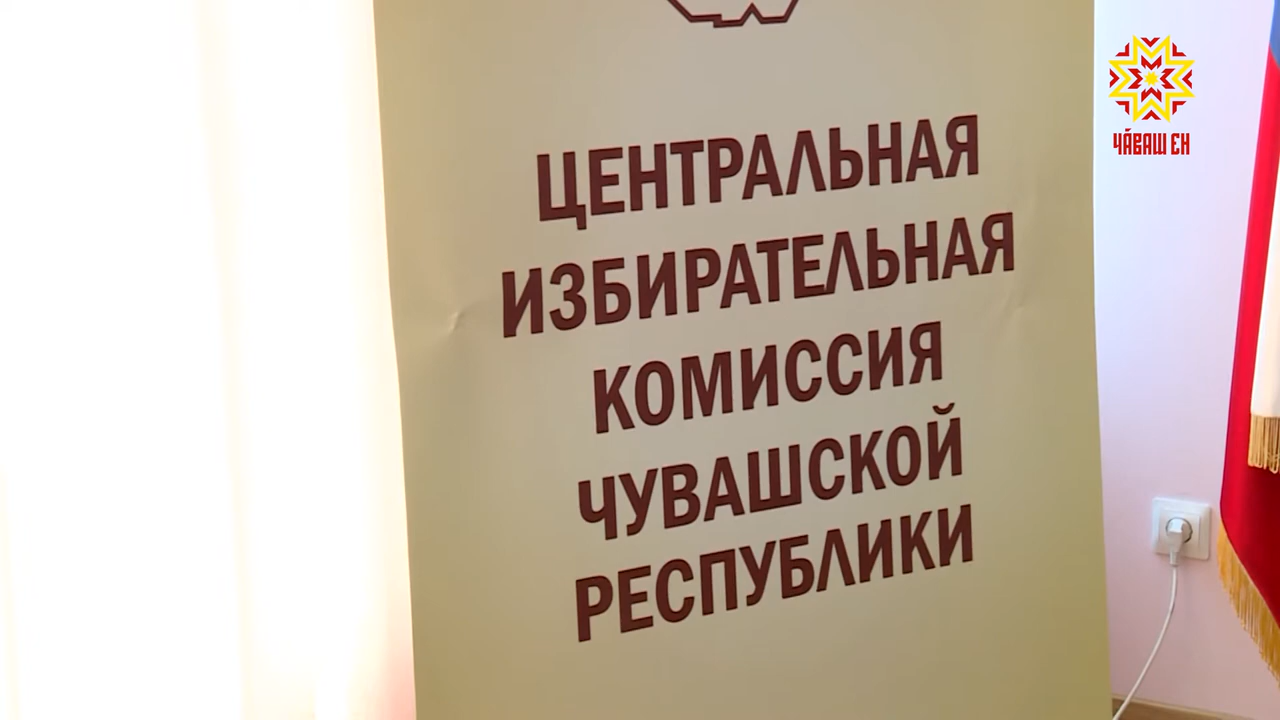 ЦЕНТРАЛЬНАЯ
ИЗБИРАТЕЛЬНАЯ
КОМИССИЯ
ЧУВАШСКОЙ
РЕСПУБЛИКИ
ЧӐВАШ ЕН